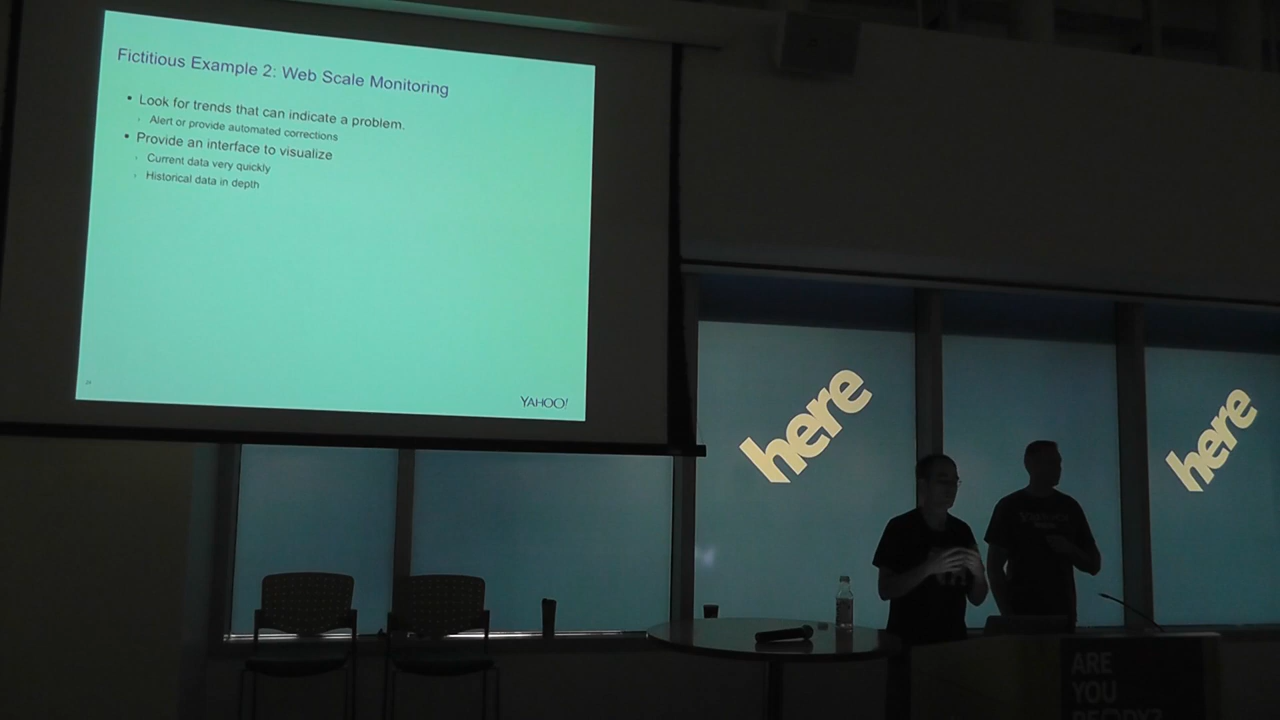 Fictitious Example 2: Web Scale Monitoring
• Look for trends that can indicate a problem.
Alert or provide automated corrections
• Provide an interface to visualize
Current data very quickly
Historical data in depth
YAHOO!
here
here
ARE
YOU
READY?